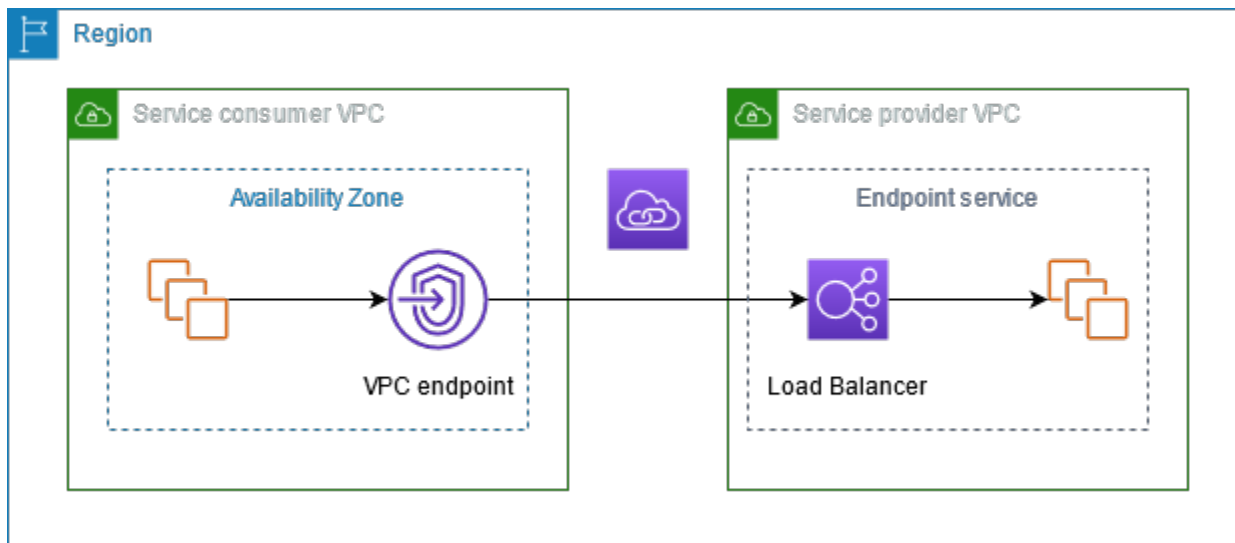 Region
Service consumer VPC
Service provider VPC
Availability Zone
Endpoint service
VPC endpoint
Load Balancer